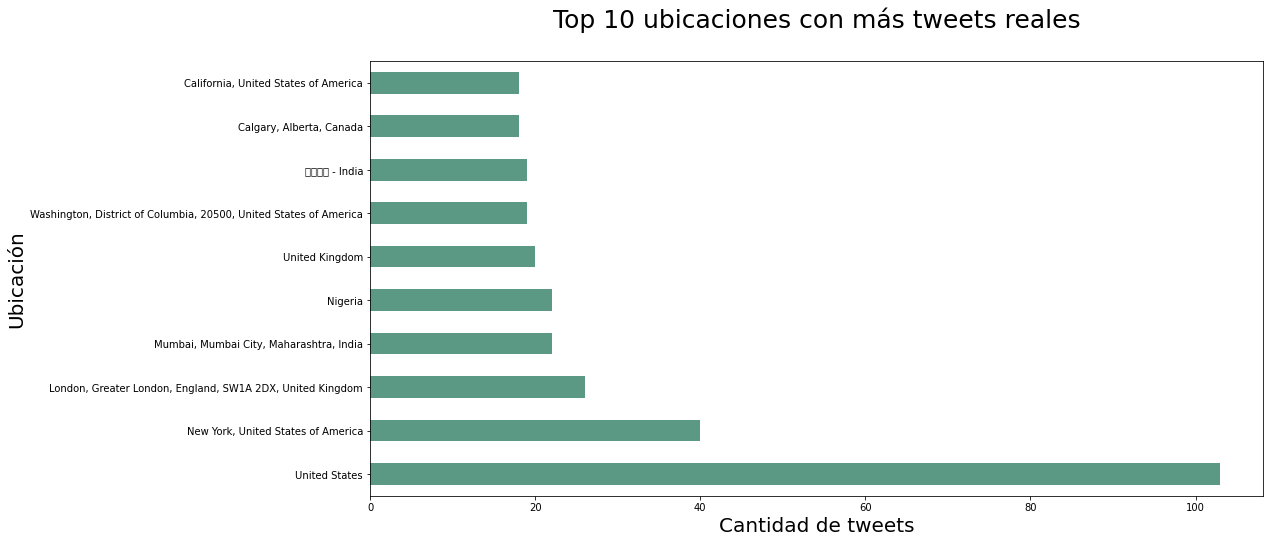 Top 10 ubicaciones con más tweets reales
California, United States of America
Calgary, Alberta, Canada
- India
Washington, District of Columbia, 20500, United States of America
United Kingdom
Nigeria
Mumbai, Mumbai City, Maharashtra, India
London, Greater London, England, SW1A 2DX, United Kingdom
New York, United States of America
United States
Ubicación
0 20 40 60 80 100
Cantidad de tweets